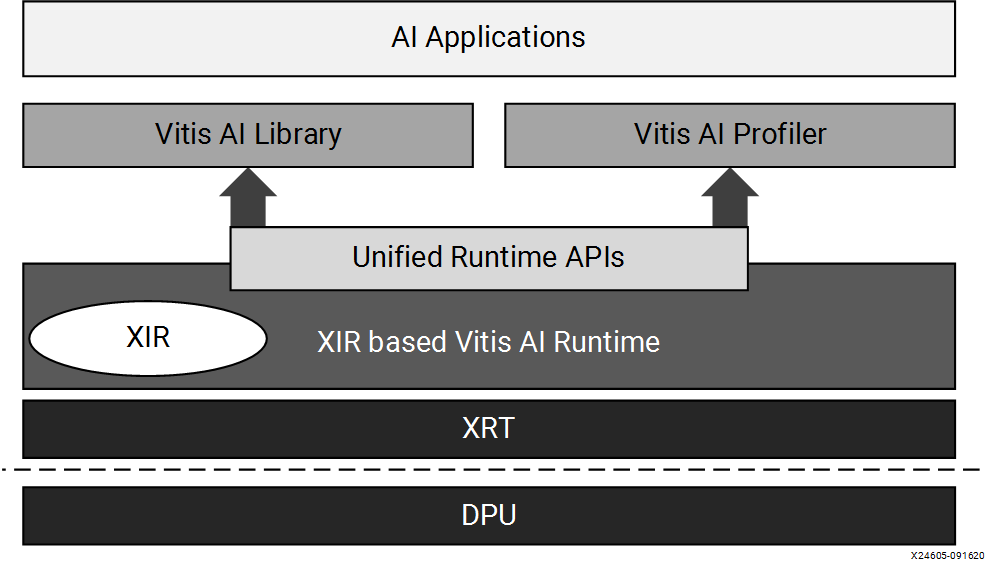 AI Applications
Vitis AI Library
Vitis AI Profiler
Unified Runtime APIs
XIR
XIR based Vitis AI Runtime
XRT
DPU
X24605-091620